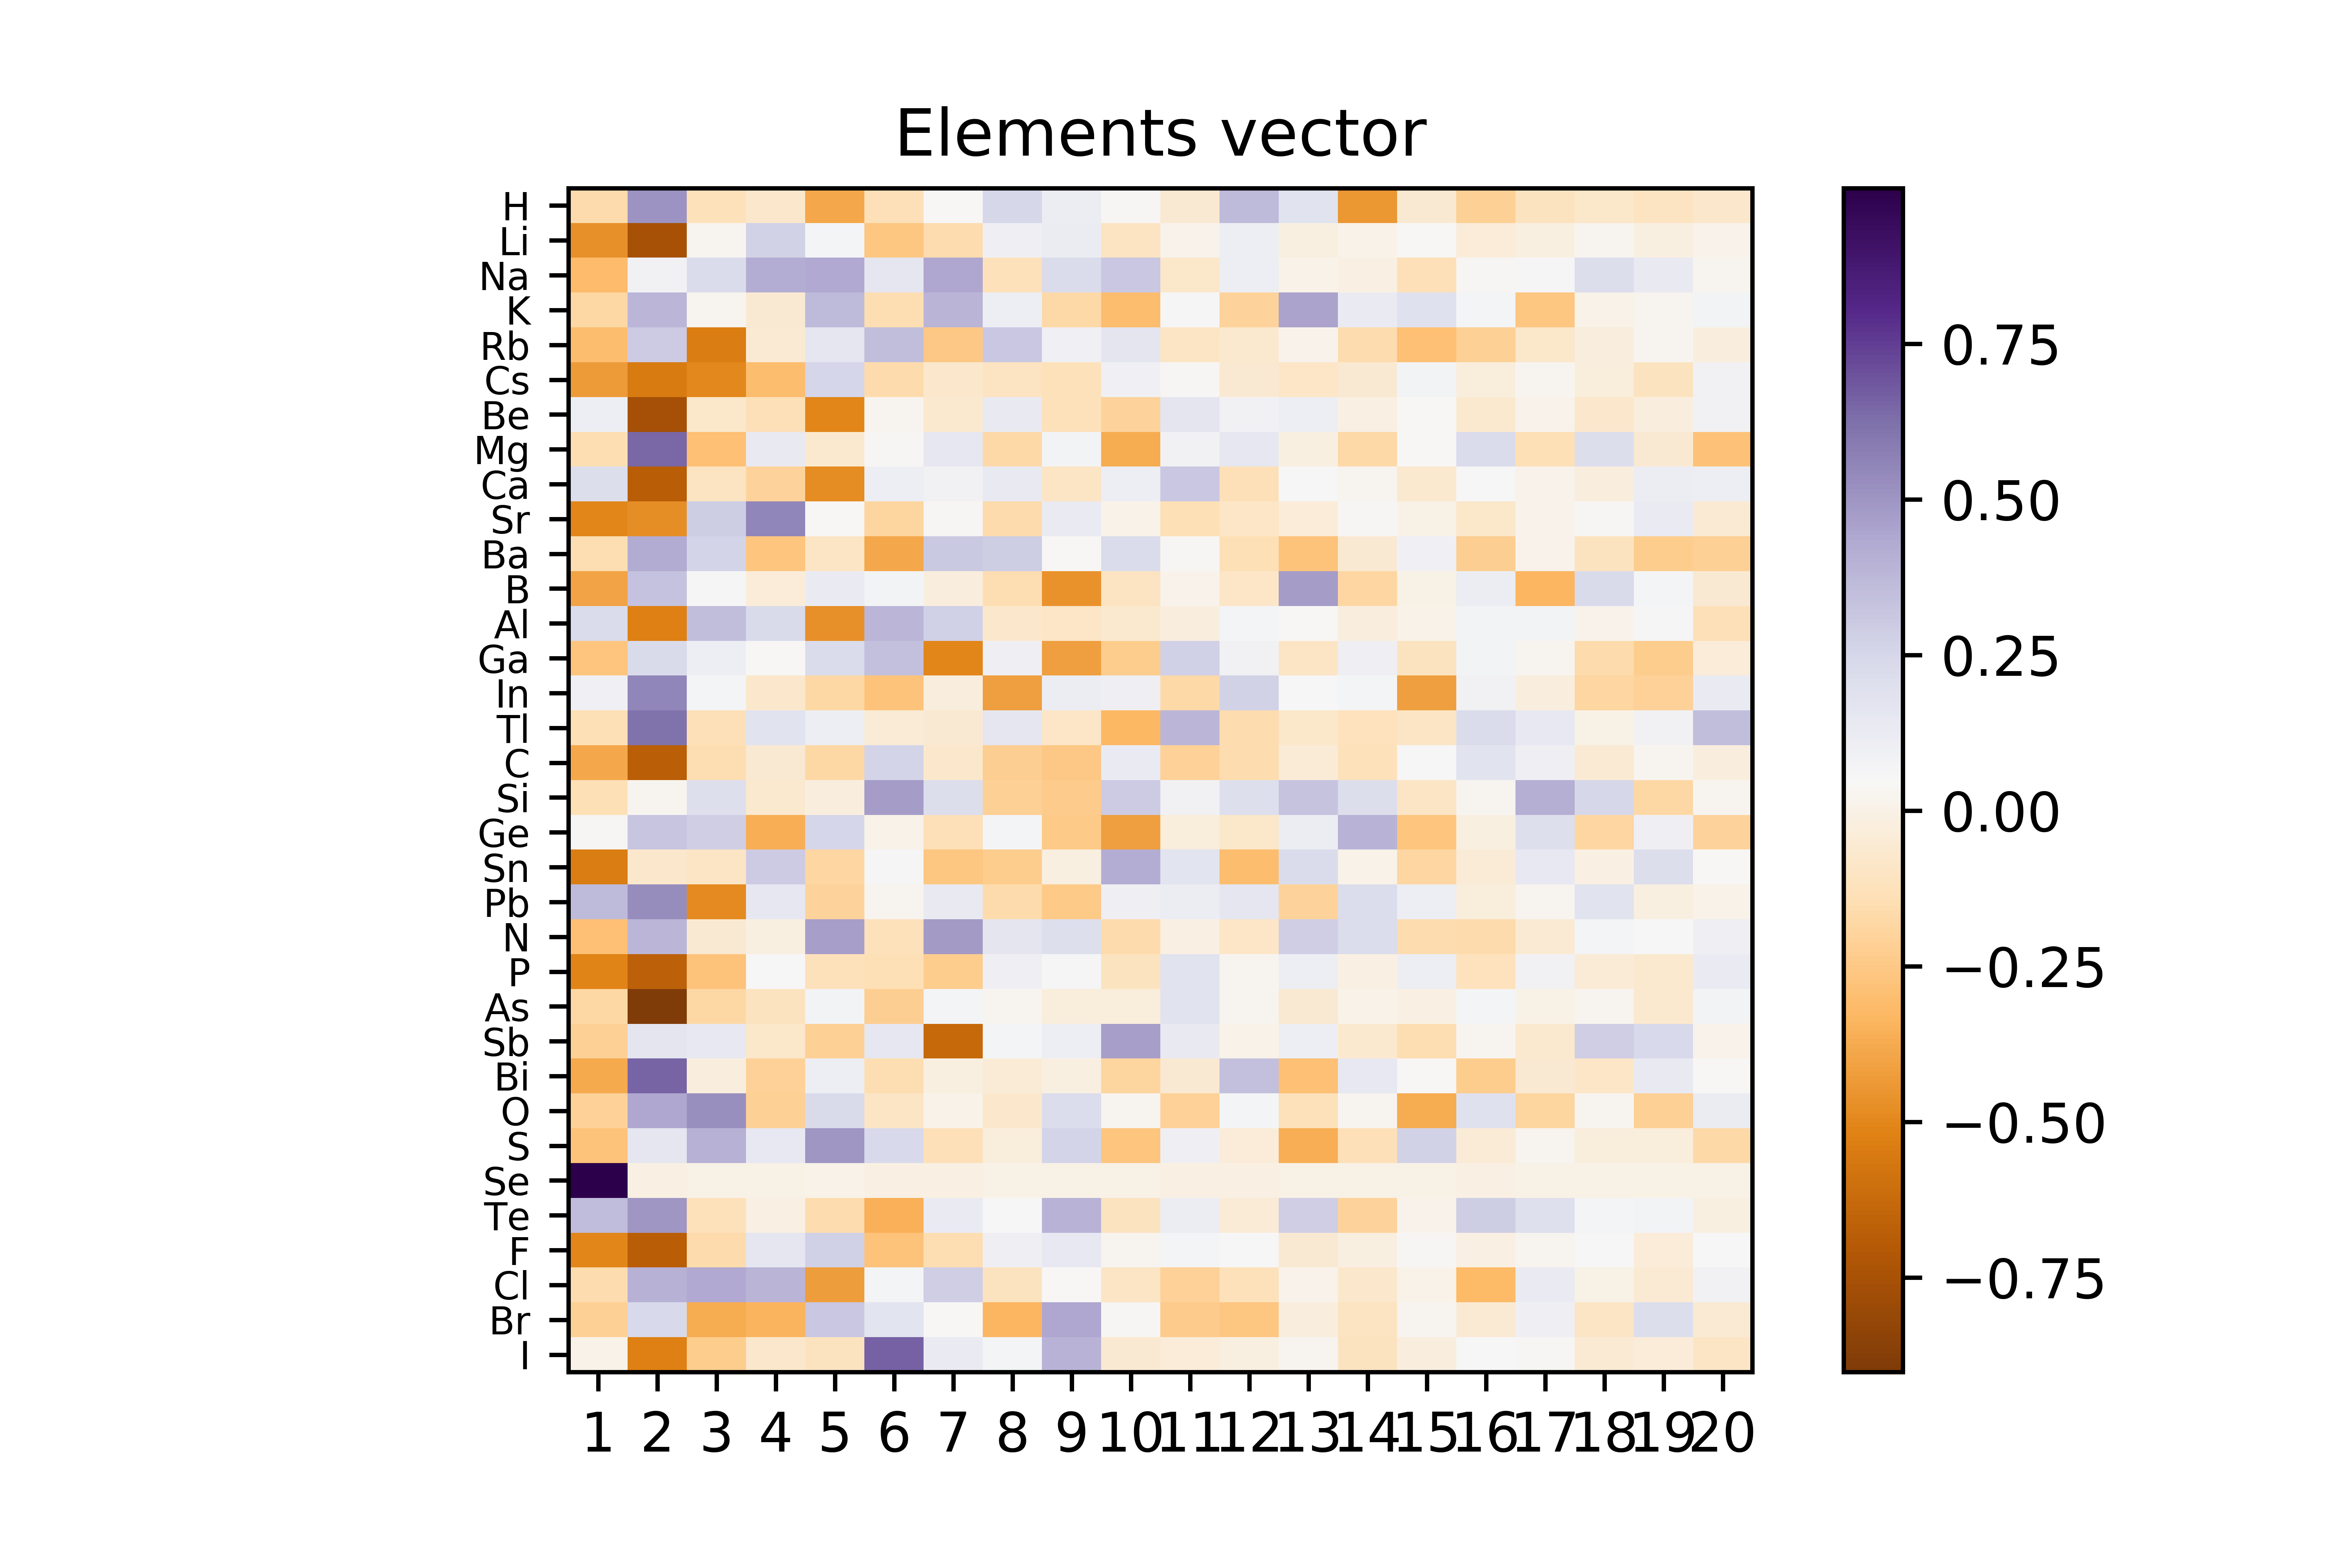 Elements vector
H
Li
Na
K
Rb
Cs
Be
Mg
Ca
Sr
Ba
B
Al
Ga
In
Tl
C
Si
Ge
Sn
Pb
N
P
As
Sb
Bi
O
S
Se
Te
F
Cl
Br
I
1 2 3 4 5 6 7 8 9 10 11 12 13 14 15 16 17 18 19 20
0.75
0.50
0.25
0.00
−0.25
−0.50
−0.75